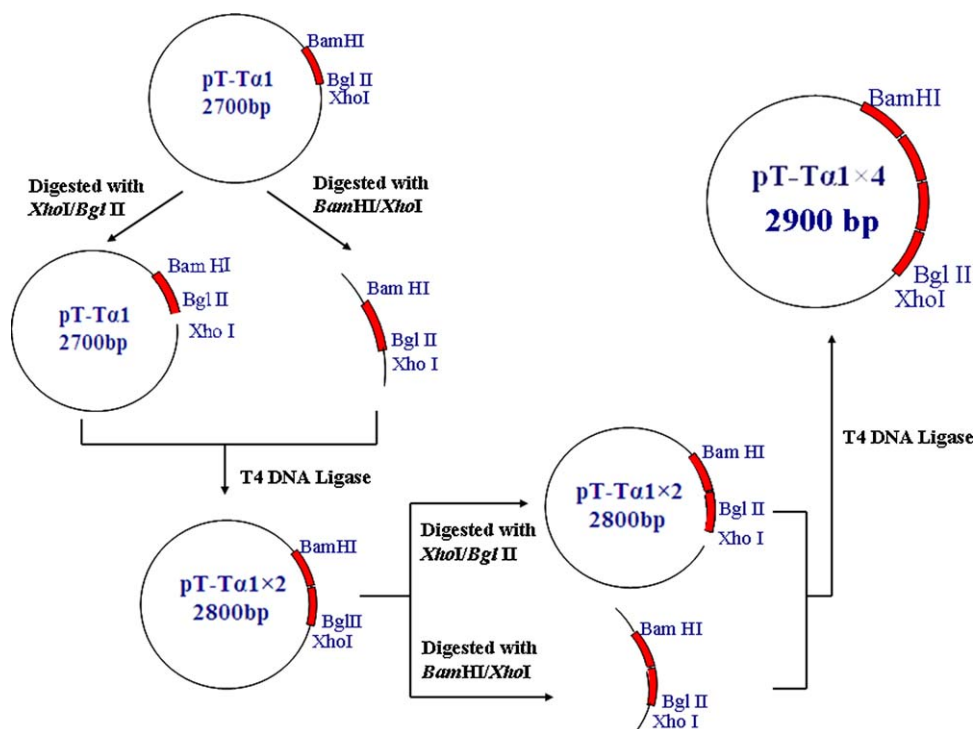 BamHI
pT-Tα1
2700bp
Bgl II
XhoI
Digested with
XhoI/Bgl II
Digested with
BamHI/XhoI
Bam HI
Bgl II
Xho I
pT-Tα1
2700bp
Bam HI
Bgl II
Xho I
T4 DNA Ligase
BamHI
pT-Tα1×2
2800bp
BglII
XhoI
Digested with
XhoI/Bgl II
Digested with
BamHI/XhoI
Bam HI
pT-Tα1×2
2800bp
Bgl II
Xho I
Bam HI
Bgl II
Xho I
T4 DNA Ligase
BamHI
pT-Tα1×4
2900 bp
Bgl II
XhoI